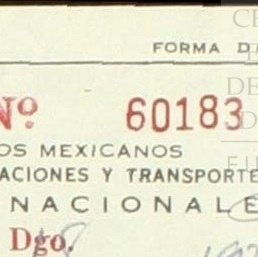 FORMA
Nº 60183
OS MEXICANOS
ACIONES Y TRANSPORTE
NACIONALE
Dgo.